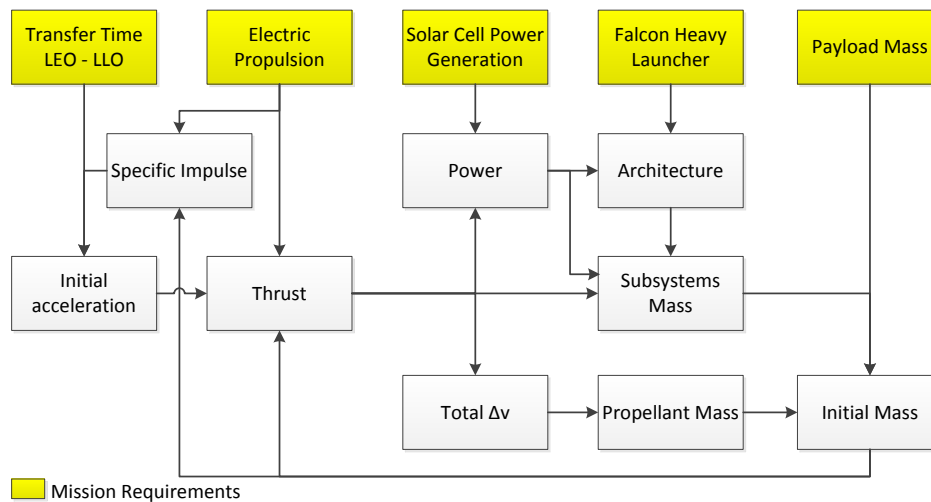 Transfer Time
LEO - LLO
Electric
Propulsion
Solar Cell Power
Generation
Falcon Heavy
Launcher
Payload Mass
Specific Impulse
Power
Architecture
Initial
acceleration
Thrust
Subsystems
Mass
Total Δv
Propellant Mass
Initial Mass
Mission Requirements